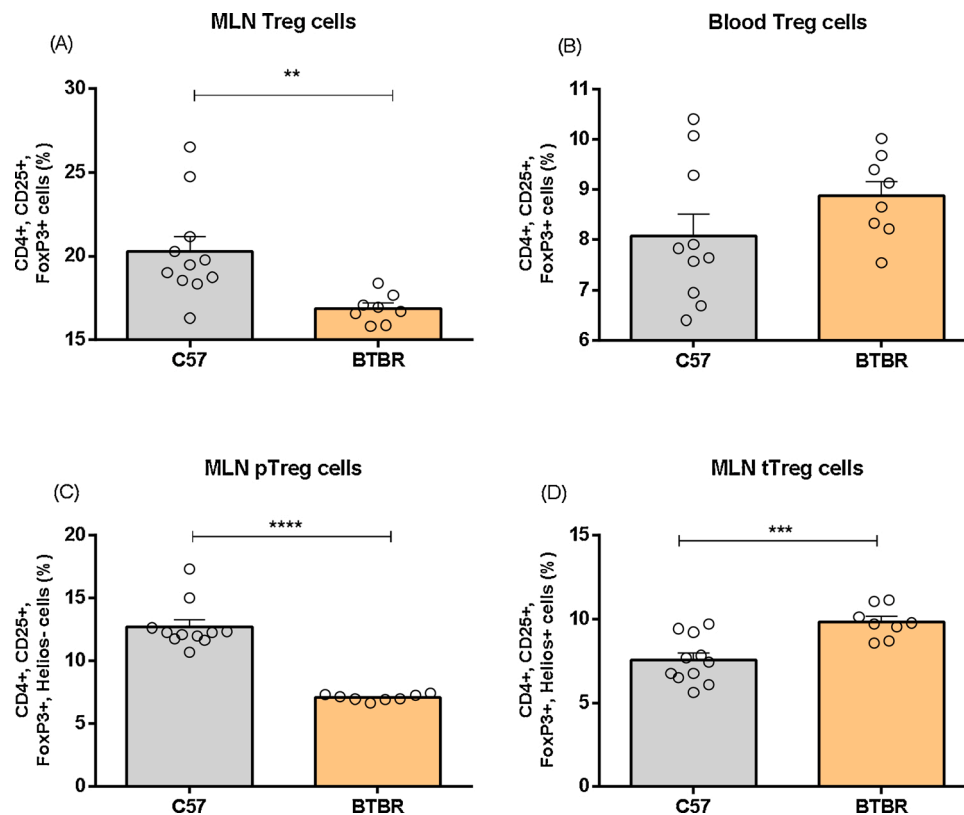 MLN Treg cells
(A)
**
CD4+, CD25+,
FoxP3+ cells (%)
30
25
20
15
C57
BTBR
Blood Treg cells
(B)
CD4+, CD25+,
FoxP3+ cells (%)
11
10
9
8
7
6
C57
BTBR
MLN pTreg cells
(C)
****
CD4+, CD25+,
FoxP3+, Helios- cells (%)
20
15
10
5
0
C57
BTBR
MLN tTreg cells
(D)
***
CD4+, CD25+,
FoxP3+, Helios+ cells (%)
15
10
5
0
C57
BTBR